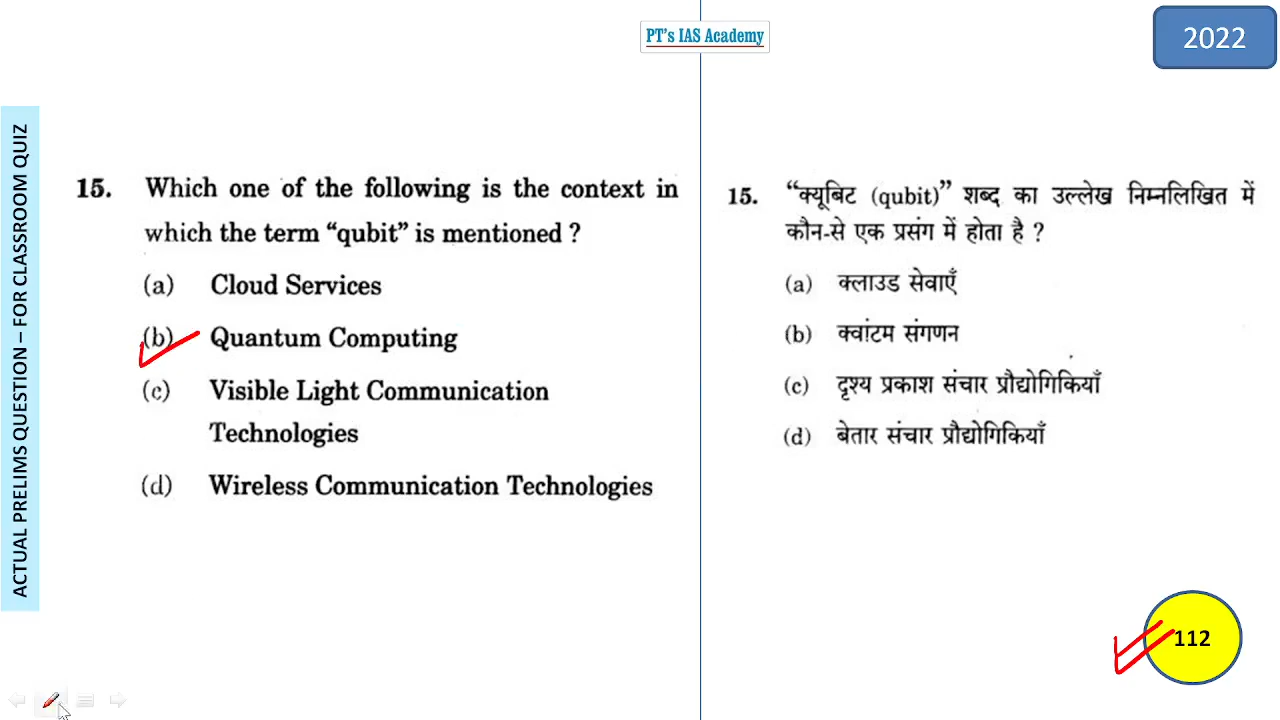 PT's IAS Academy
2022
ACTUAL PRELIMS QUESTION – FOR CLASSROOM QUIZ
15. Which one of the following is the context in
which the term "qubit" is mentioned ?
(a) Cloud Services
(b) Quantum Computing
(c) Visible Light Communication
Technologies
(d) Wireless Communication Technologies
15. "क्यूबिट (qubit)" शब्द का उल्लेख निम्नलिखित में
कौन-से एक प्रसंग में होता है ?
(a) क्लाउड सेवाएँ
(b) क्वांटम संगणन
(c) दृश्य प्रकाश संचार प्रौद्योगिकियाँ
(d) बेतार संचार प्रौद्योगिकियाँ
112